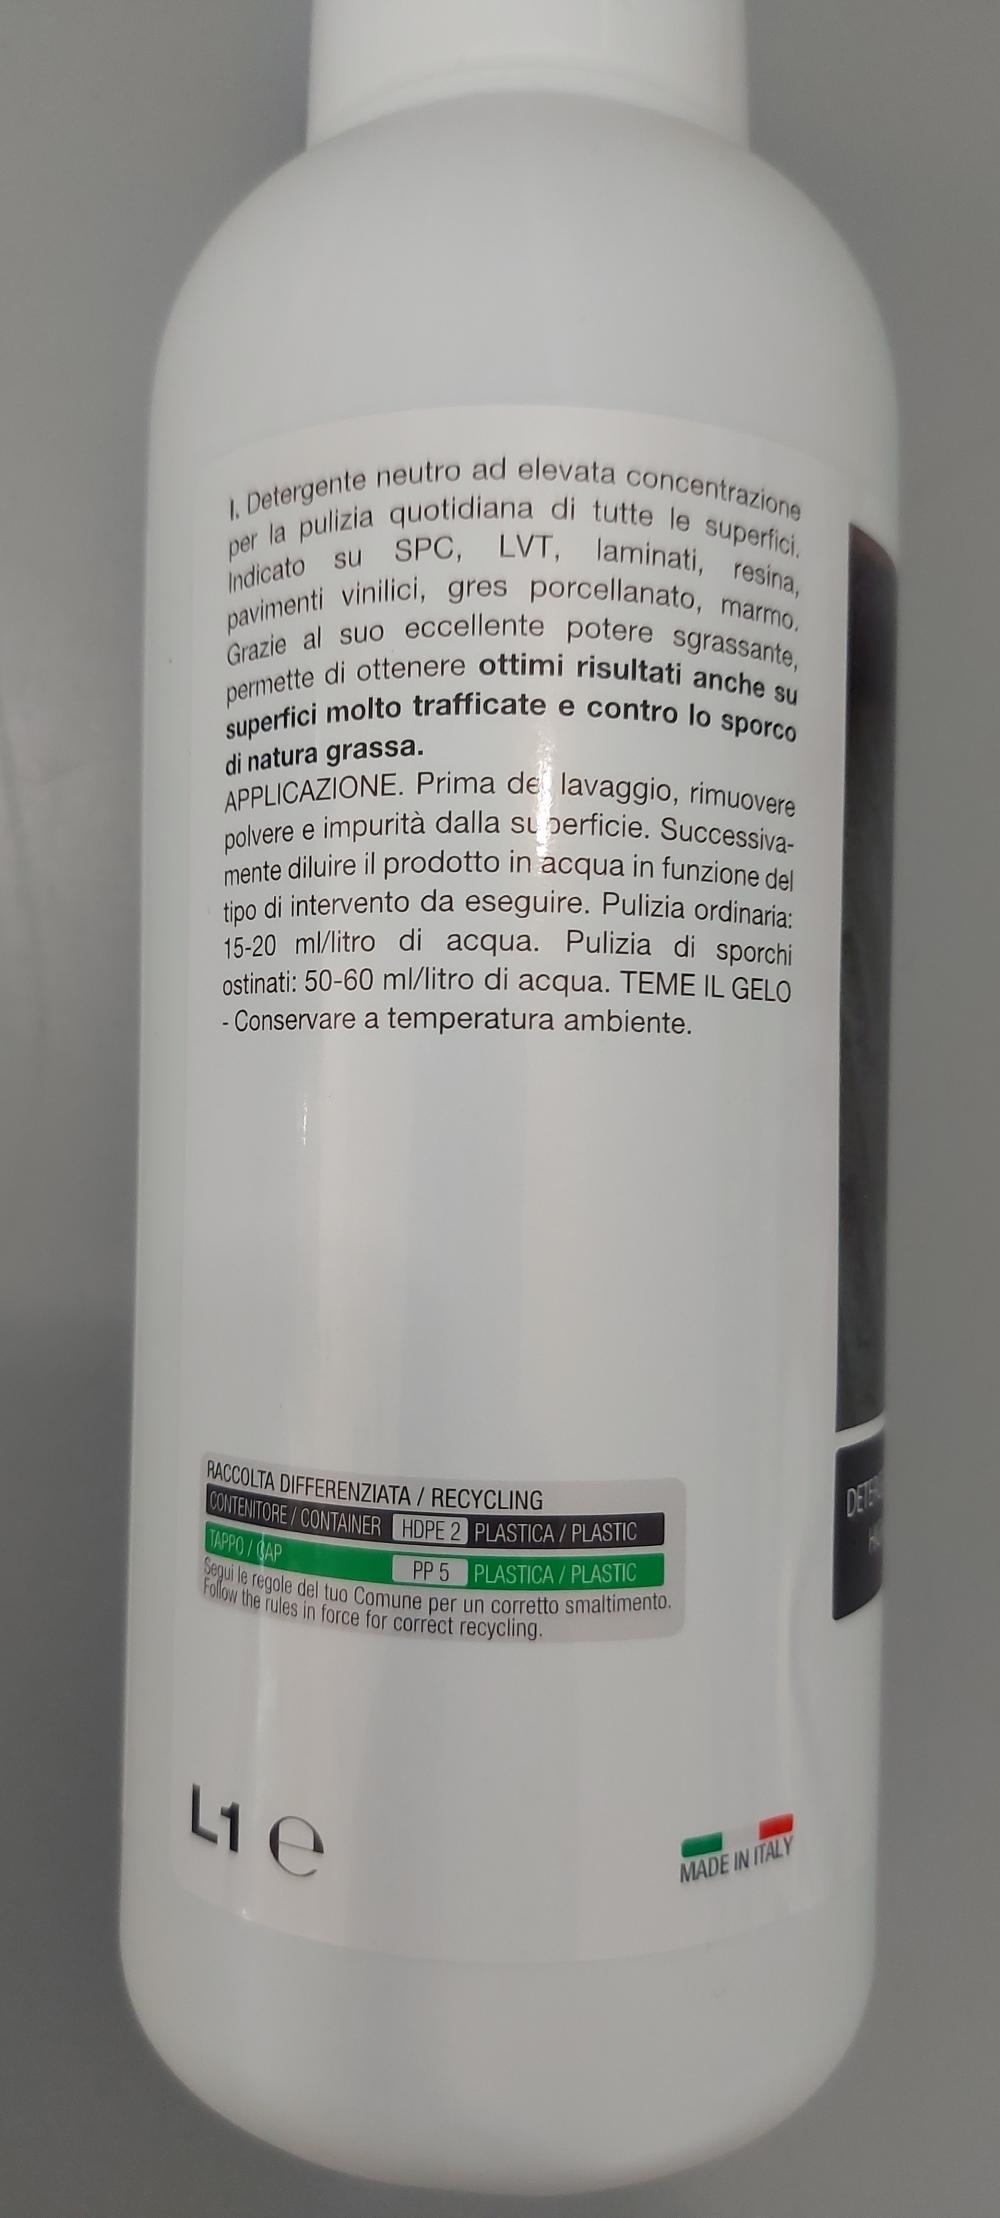 I. Detergente neutro ad elevata concentrazione
per la pulizia quotidiana di tutte le superfici.
Indicato su SPC, LVT, laminati, resina,
pavimenti vinilici, gres porcellanato, marmo.
Grazie al suo eccellente potere sgrassante,
permette di ottenere ottimi risultati anche su
superfici molto trafficate e contro lo sporco
di natura grassa.
APPLICAZIONE. Prima del lavaggio, rimuovere
polvere e impurità dalla superficie. Successiva-
mente diluire il prodotto in acqua in funzione del
tipo di intervento da eseguire. Pulizia ordinaria:
15-20 ml/litro di acqua. Pulizia di sporchi
ostinati: 50-60 ml/litro di acqua. TEME IL GELO
- Conservare a temperatura ambiente.
RACCOLTA DIFFERENZIATA / RECYCLING
CONTENITORE / CONTAINER HDPE 2 PLASTICA / PLASTIC
TAPPO / CAP PP 5 PLASTICA / PLASTIC
Segui le regole del tuo Comune per un corretto smaltimento.
Follow the rules in force for correct recycling.
L1 e
MADE IN ITALY